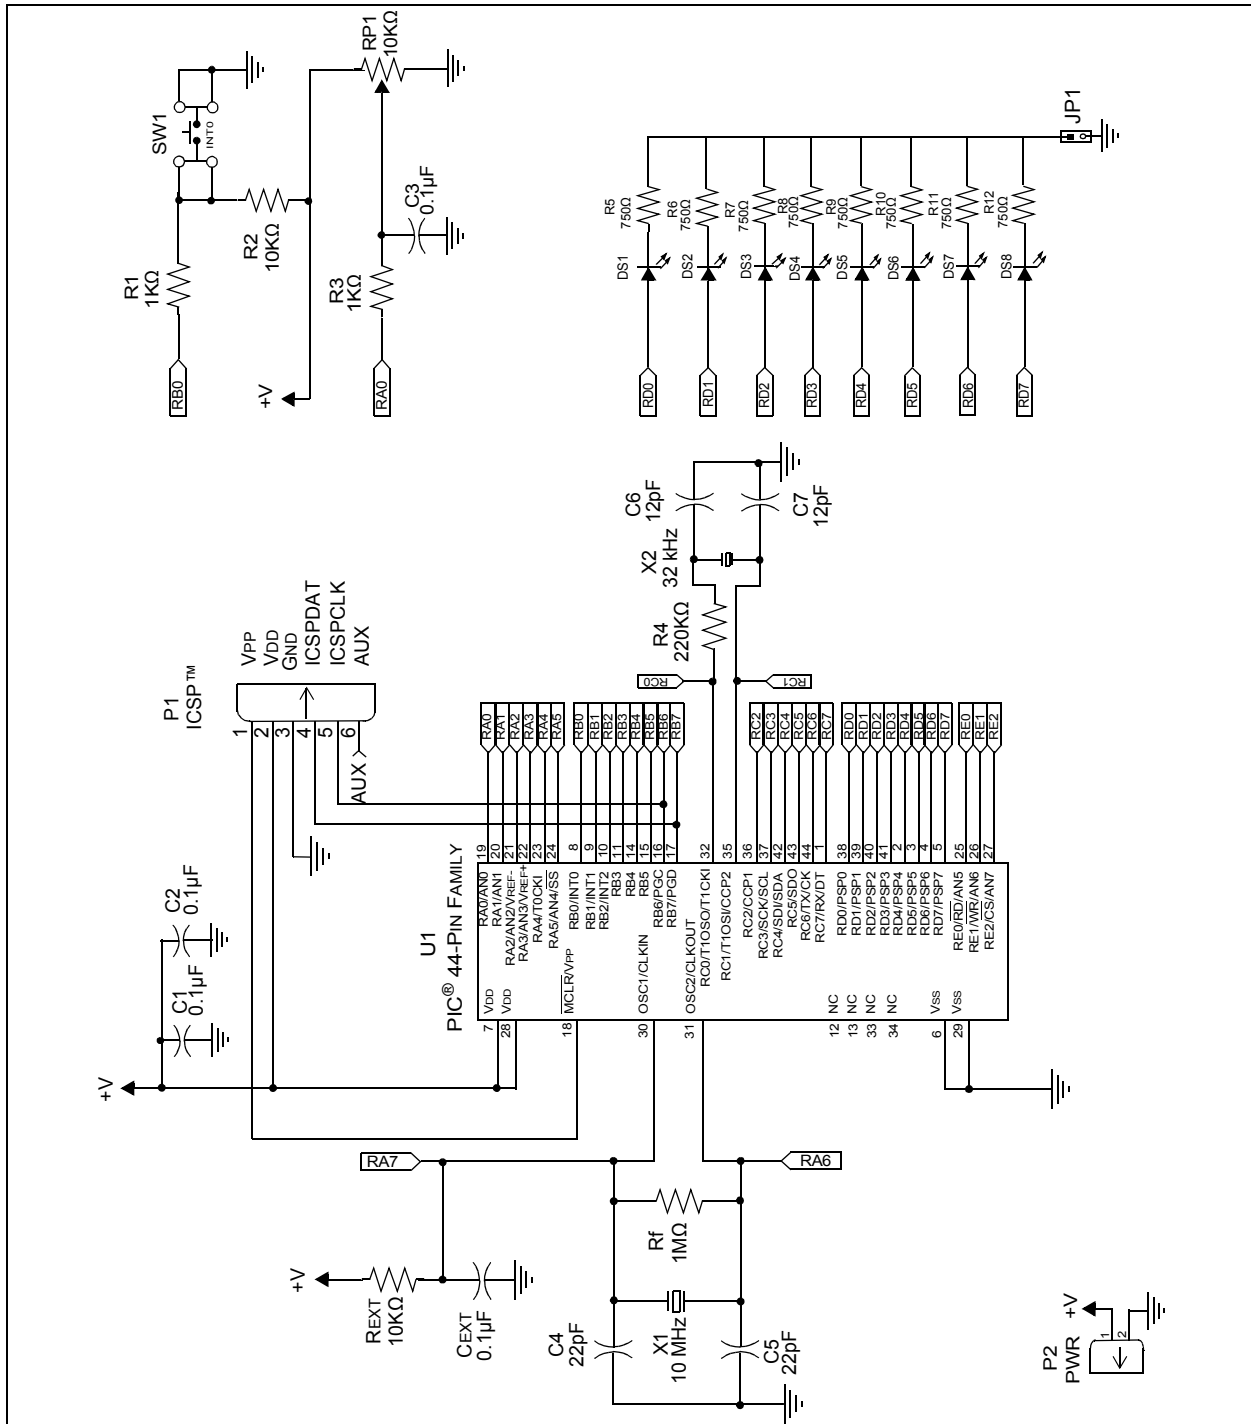 SW1
INT0
R1
1KΩ
R2
10KΩ
RB0
+V
RP1
10KΩ
C3
0.1µF
R3
1KΩ
RA0
JP1
R5
750Ω
R6
750Ω
R7
750Ω
R8
750Ω
R9
750Ω
R10
750Ω
R11
750Ω
R12
750Ω
DS1
DS2
DS3
DS4
DS5
DS6
DS7
DS8
RD0
RD1
RD2
RD3
RD4
RD5
RD6
RD7
C6
12pF
C7
12pF
X2
32 kHz
R4
220KΩ
RC0
RC1
P1
ICSP™
VPP
VDD
GND
ICSPDAT
ICSPCLK
AUX
1
2
3
4
5
6
AUX
RA0
RA1
RA2
RA3
RA4
RA5
RB0
RB1
RB2
RB3
RB4
RB5
RB6
RB7
RC2
RC3
RC4
RC5
RC6
RC7
RD0
RD1
RD2
RD3
RD4
RD5
RD6
RD7
RE0
RE1
RE2
U1
PIC® 44-PIN FAMILY
19 RA0/AN0
20 RA1/AN1
21 RA2/AN2/VREF-
22 RA3/AN3/VREF+
23 RA4/T0CKI
24 RA5/AN4/SS
8 RB0/INT0
9 RB1/INT1
10 RB2/INT2
11 RB3
14 RB4
15 RB5
16 RB6/PGC
17 RB7/PGD
32 RC0/T1OSO/T1CKI
35 RC1/T1OSI/CCP2
36 RC2/CCP1
37 RC3/SCK/SCL
42 RC4/SDI/SDA
43 RC5/SDO
44 RC6/TX/CK
1 RC7/RX/DT
38 RD0/PSP0
39 RD1/PSP1
40 RD2/PSP2
41 RD3/PSP3
2 RD4/PSP4
3 RD5/PSP5
4 RD6/PSP6
5 RD7/PSP7
25 RE0/RD/AN5
26 RE1/WR/AN6
27 RE2/CS/AN7
7 VDD
28 VDD
18 MCLR/VPP
30 OSC1/CLKIN
31 OSC2/CLKOUT
12 NC
13 NC
33 NC
34 NC
6 VSS
29 VSS
C2
0.1µF
C1
0.1µF
+V
RA7
RA6
+V
REXT
10KΩ
CEXT
0.1µF
Rf
1MΩ
C4
22pF
X1
10 MHz
C5
22pF
P2
PWR
+V
1
2